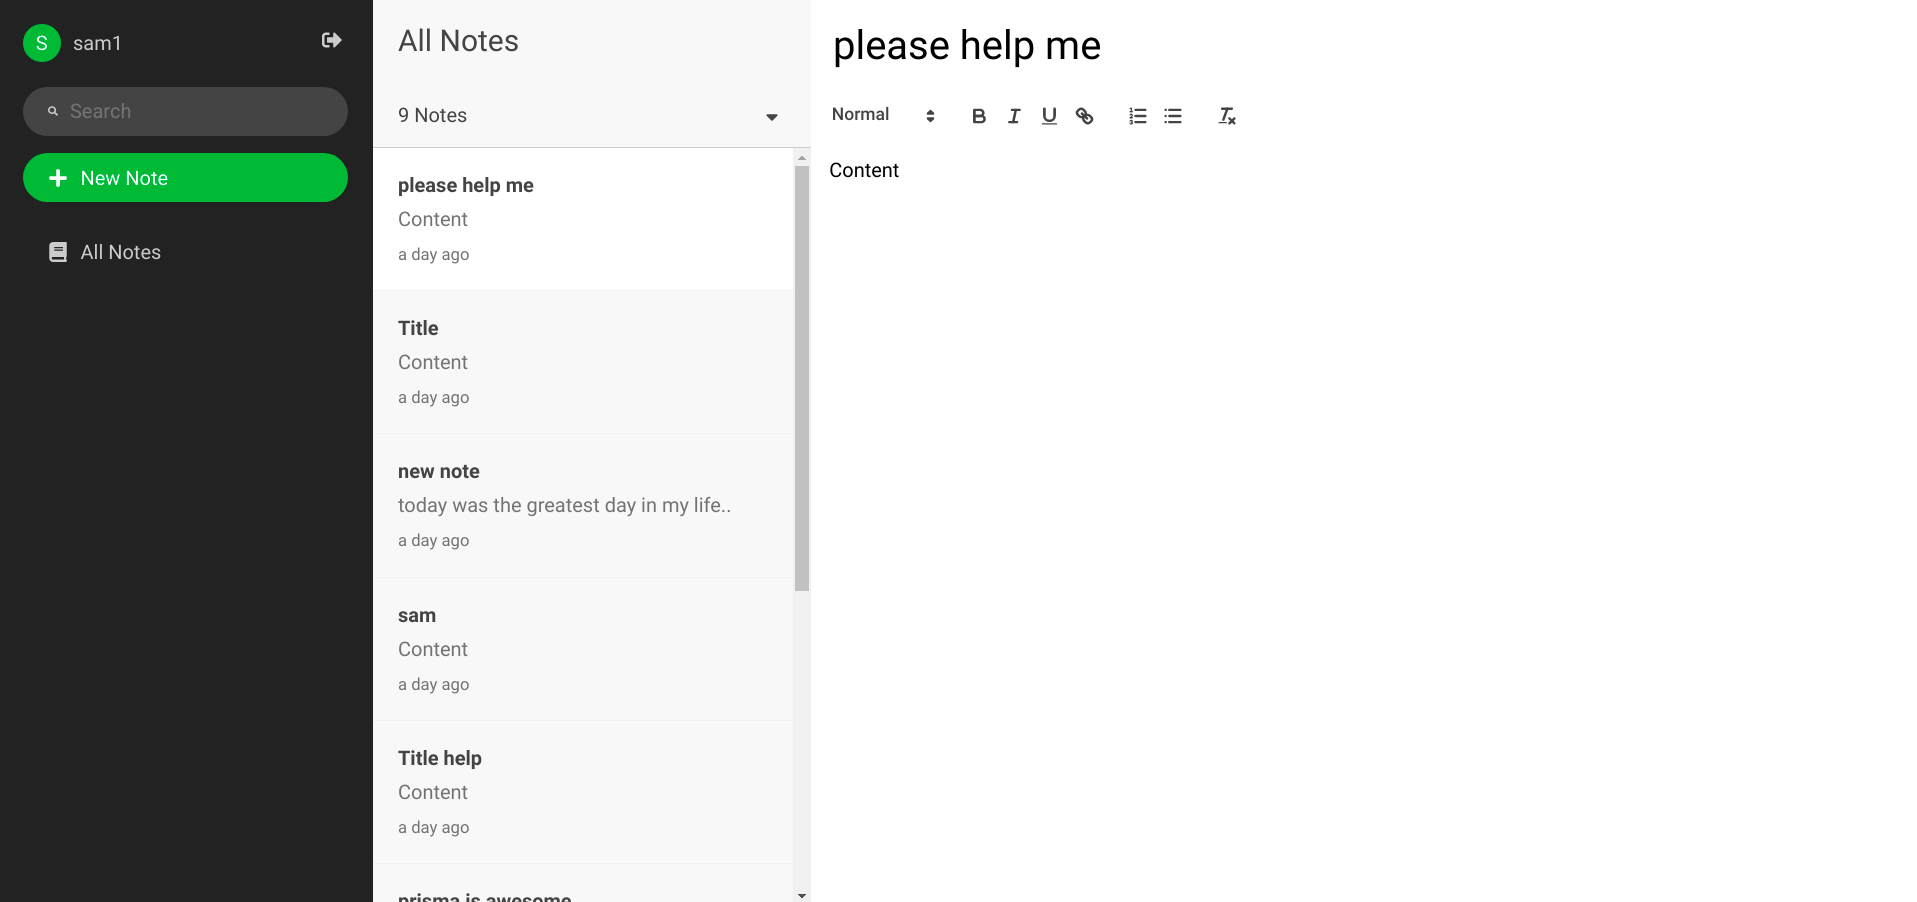 S sam1
Search
New Note
All Notes
All Notes
9 Notes
please help me
Content
a day ago
Title
Content
a day ago
new note
today was the greatest day in my life..
a day ago
sam
Content
a day ago
Title help
Content
a day ago
prisma is awesome
please help me
Normal
Content